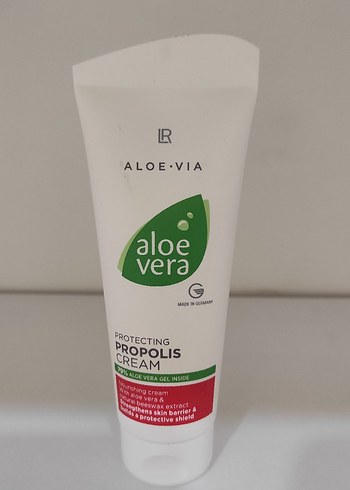 LR
ALOE•VIA
aloe
vera
MADE IN GERMANY
PROTECTING
PROPOLIS
CREAM
79% ALOE VERA GEL INSIDE
nourishing cream
with aloe vera &
natural beeswax extract
strengthens skin barrier &
builds a protective shield